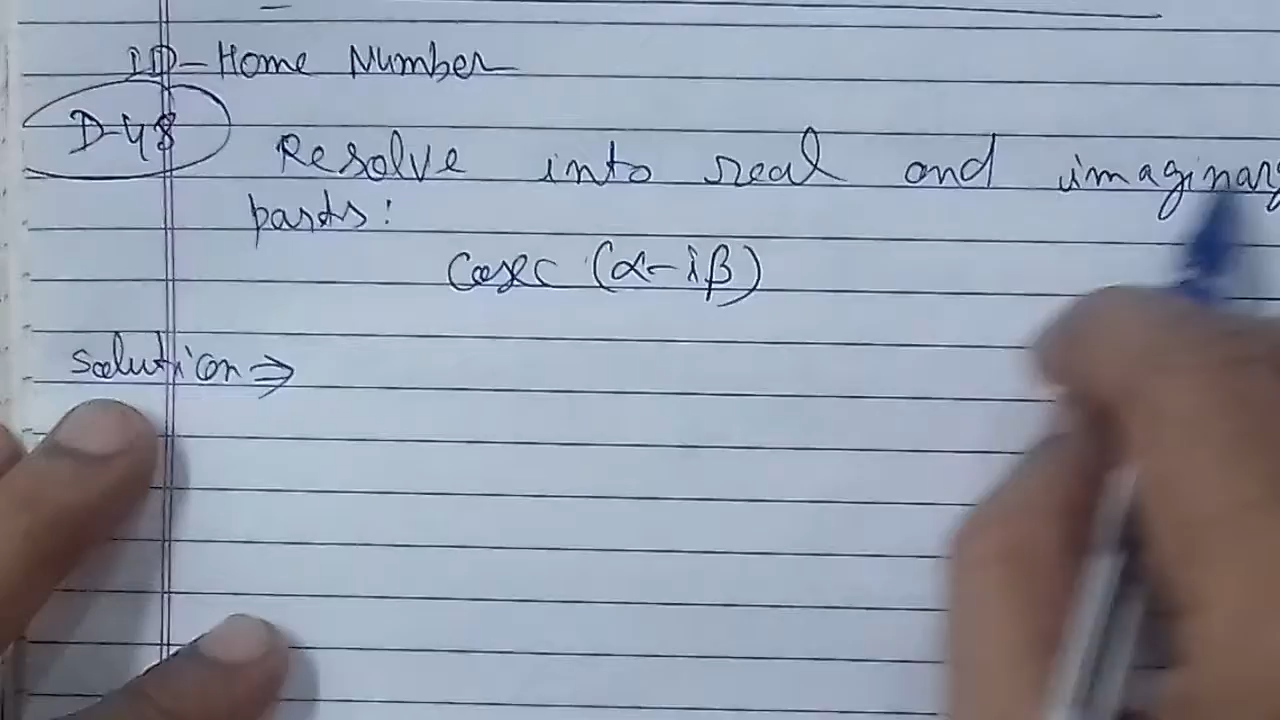 ID-Home Number
D-48
Resolve into real and imaginary
parts:
Cosec (α-iβ)
Solution ⇒